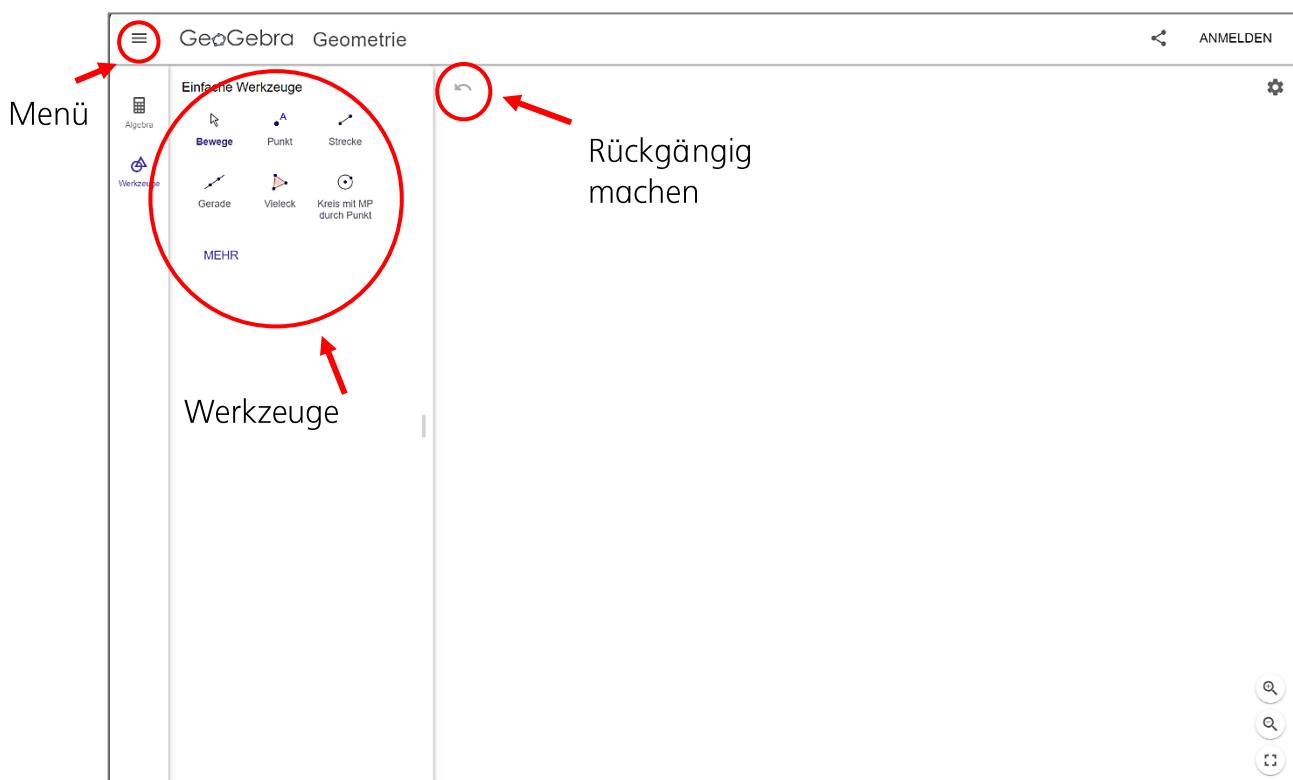 GeoGebra Geometrie
ANMELDEN
Menü
Algebra
Werkzeuge
Einfache Werkzeuge
Bewege Punkt Strecke
A
Gerade Vieleck Kreis mit MP
durch Punkt
MEHR
Werkzeuge
Rückgängig
machen